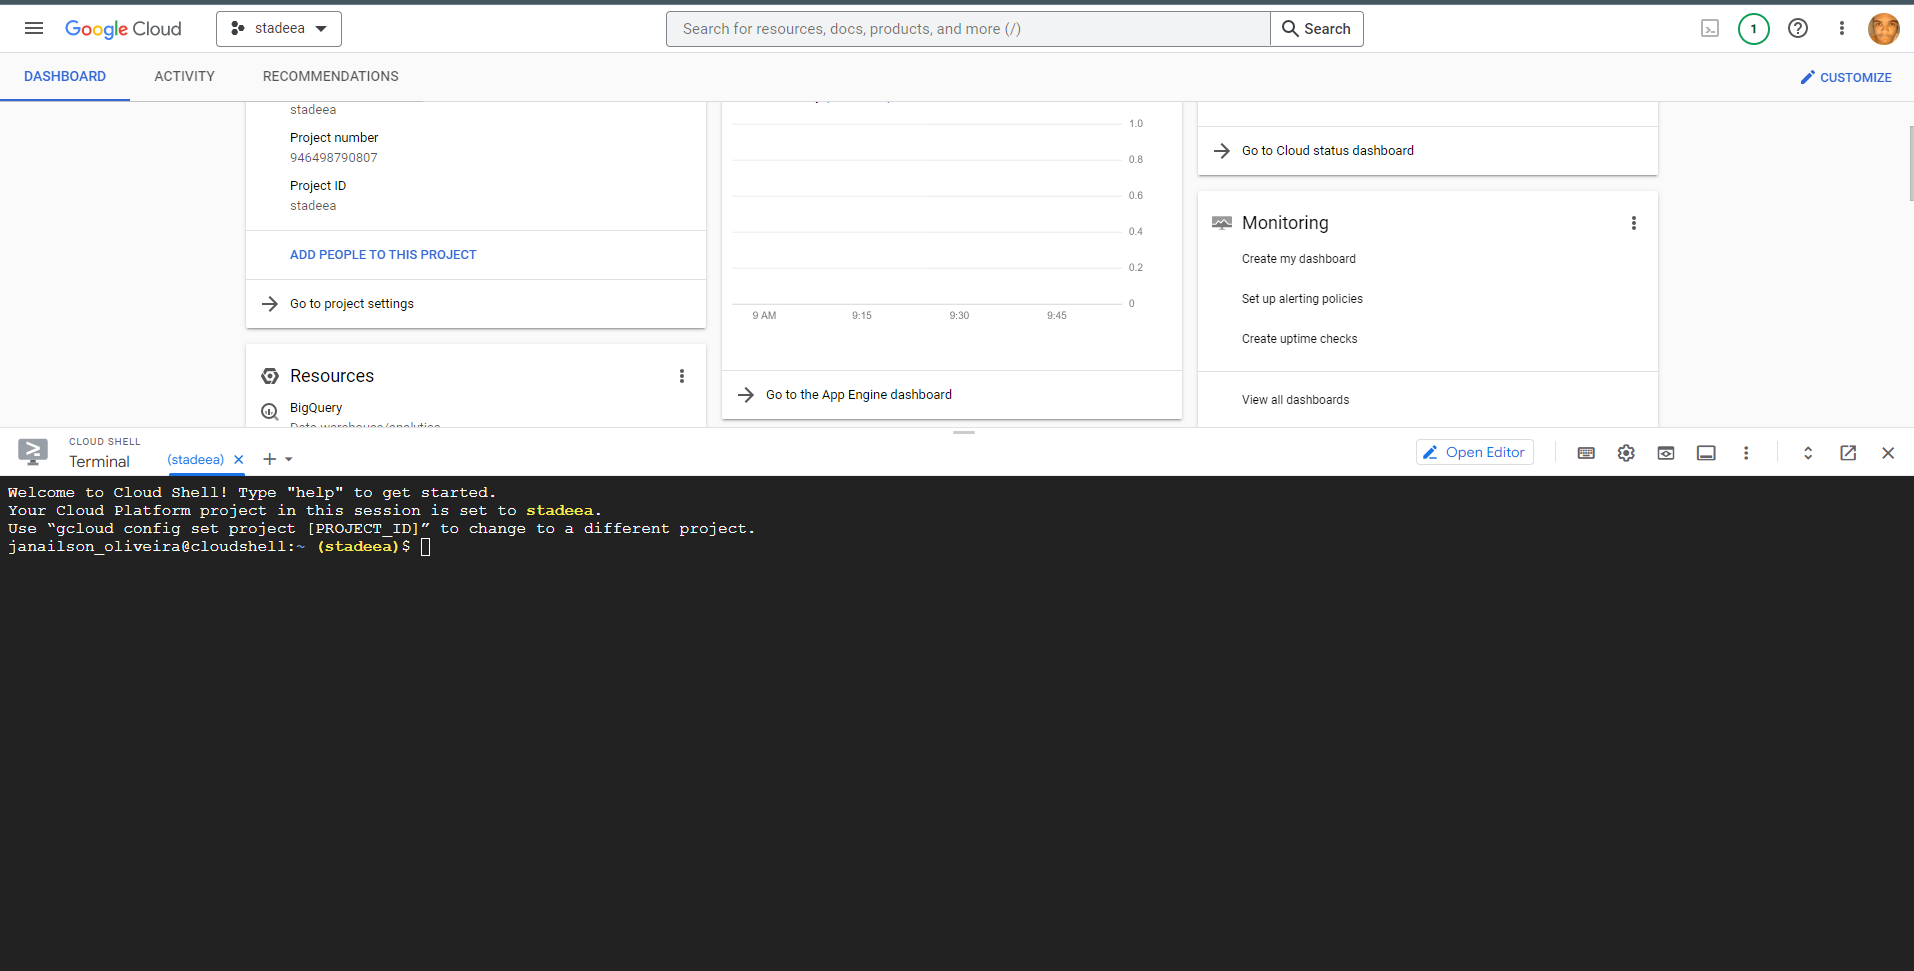 Google Cloud
stadeea
Search for resources, docs, products, and more (/)
Search
1
DASHBOARD
ACTIVITY
RECOMMENDATIONS
CUSTOMIZE
stadeea
Project number
946498790807
Project ID
stadeea
ADD PEOPLE TO THIS PROJECT
Go to project settings
Resources
BigQuery
Data warehouse/analytics
1.0
0.8
0.6
0.4
0.2
0
9 AM
9:15
9:30
9:45
Go to the App Engine dashboard
Go to Cloud status dashboard
Monitoring
Create my dashboard
Set up alerting policies
Create uptime checks
View all dashboards
CLOUD SHELL
Terminal
(stadeea)
Open Editor
Welcome to Cloud Shell! Type "help" to get started.
Your Cloud Platform project in this session is set to stadeea.
Use “gcloud config set project [PROJECT_ID]” to change to a different project.
janailson_oliveira@cloudshell:~ (stadeea)$